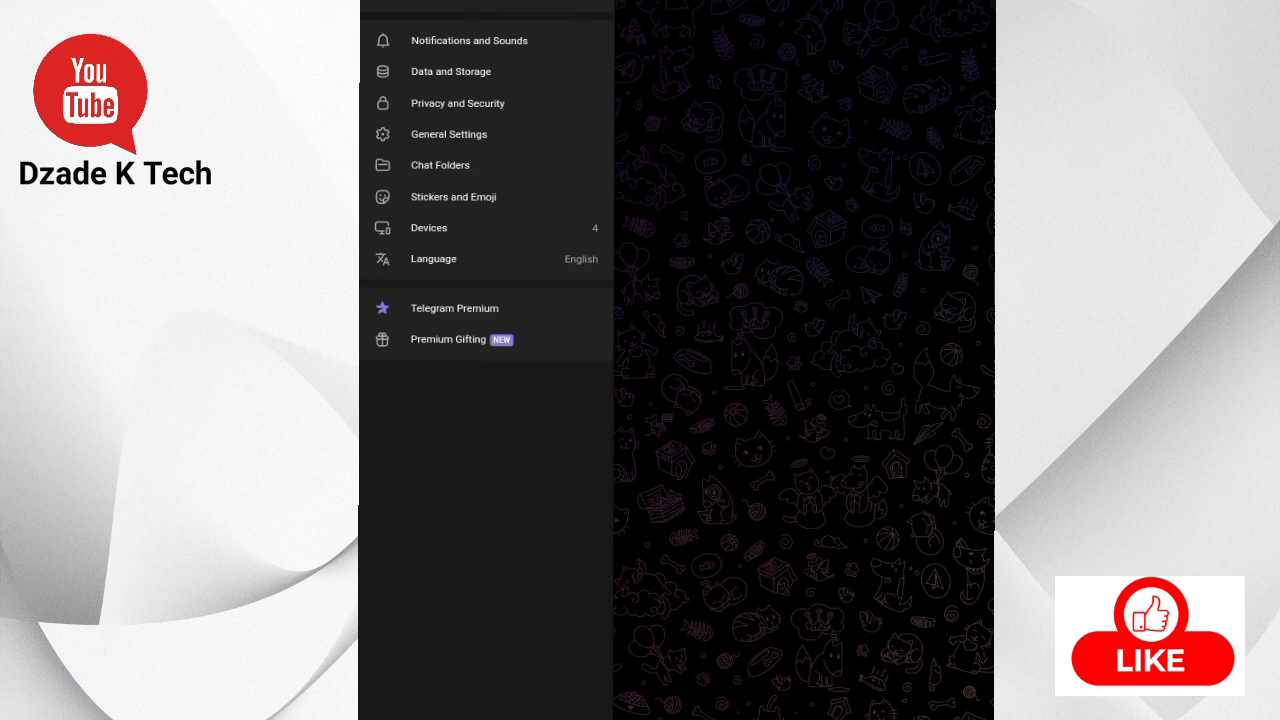 You
Tube
Dzade K Tech
Notifications and Sounds
Data and Storage
Privacy and Security
General Settings
Chat Folders
Stickers and Emoji
Devices 4
Language English
Telegram Premium
Premium Gifting NEW
LIKE